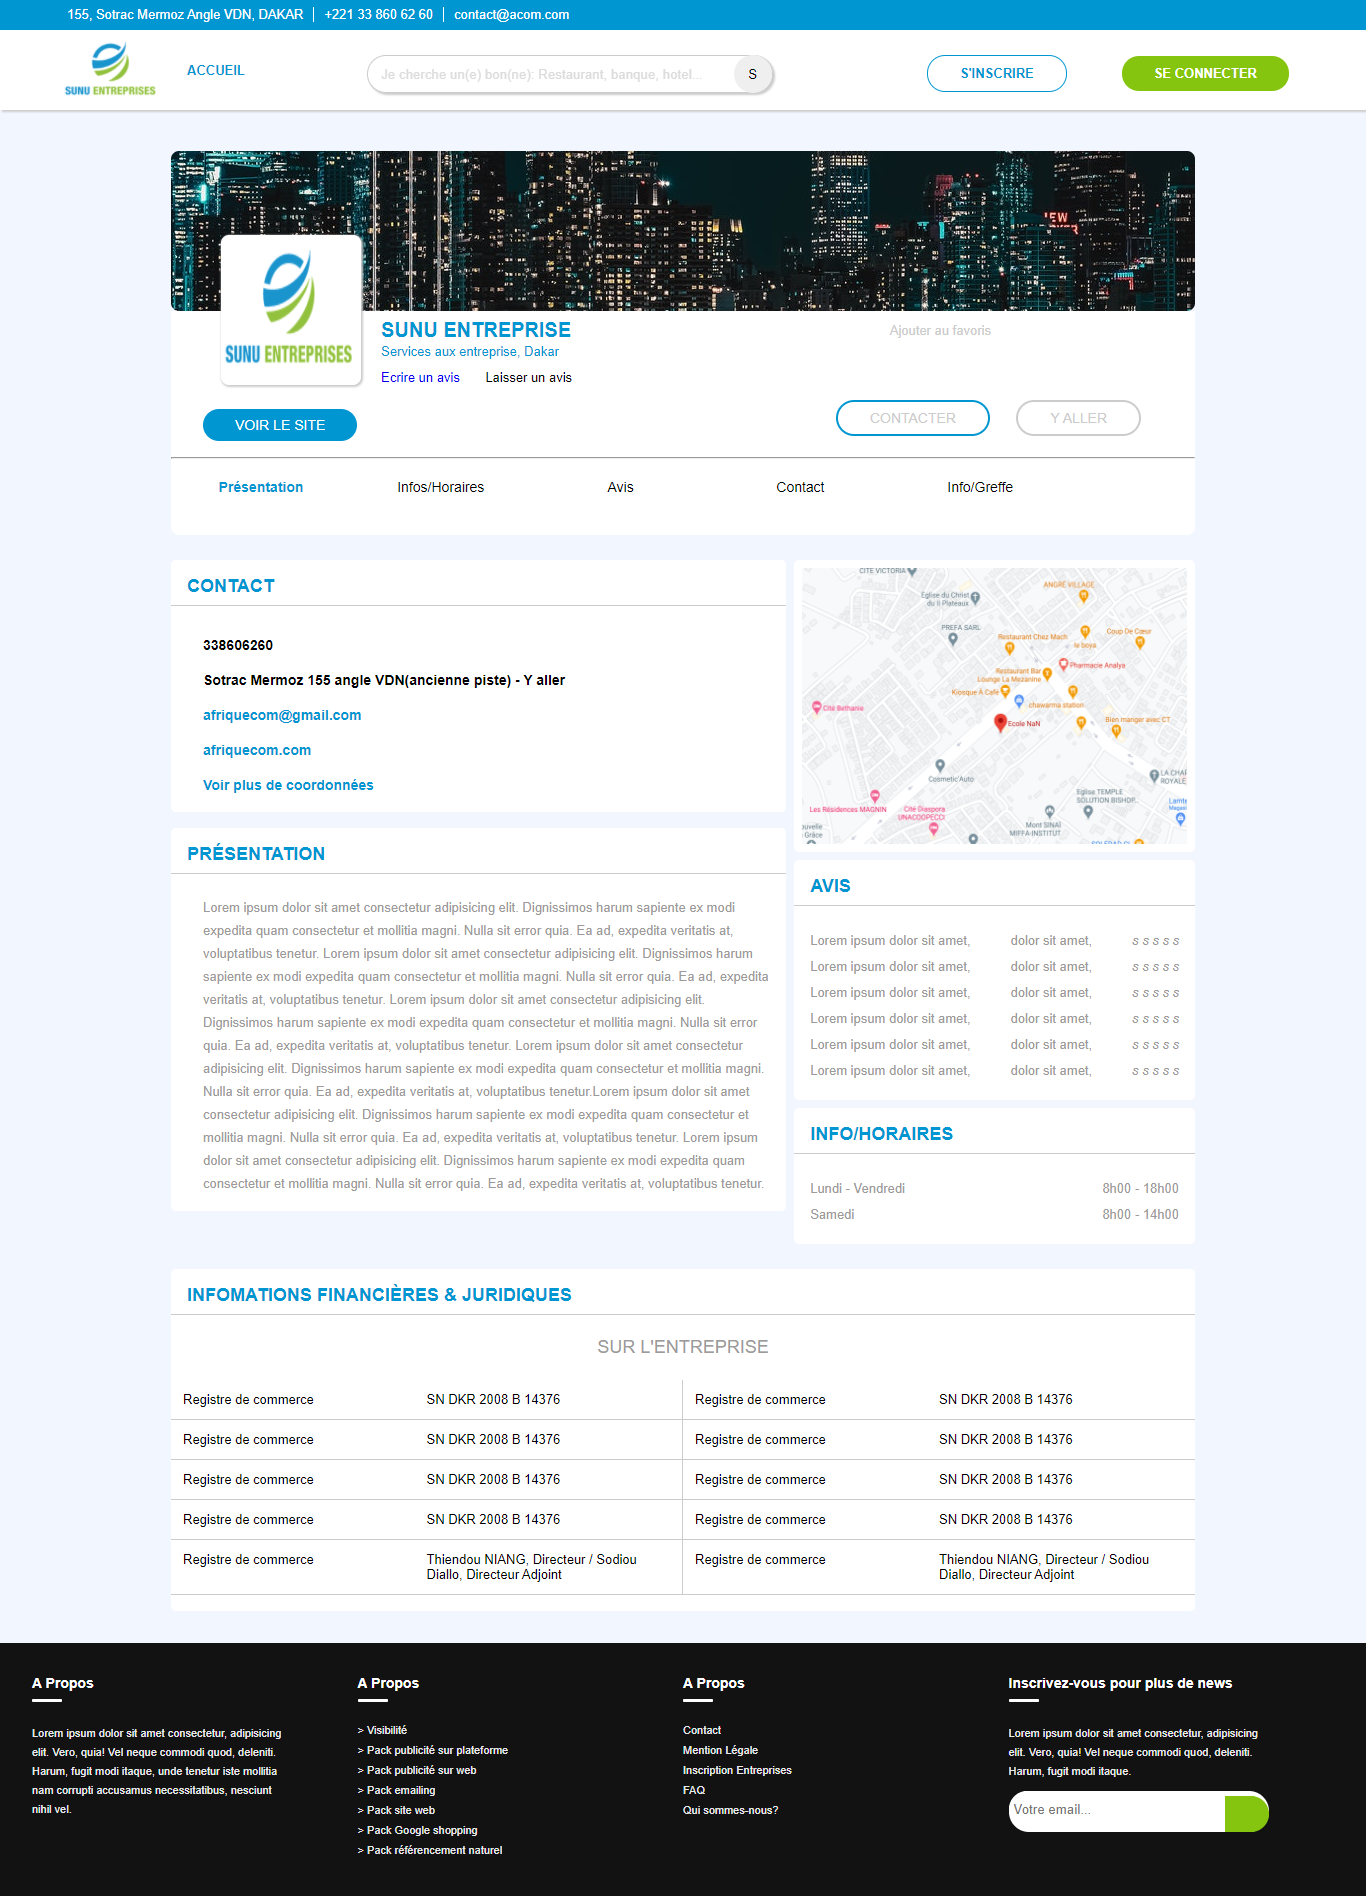 155, Sotrac Mermoz Angle VDN, DAKAR
+221 33 860 62 60
contact@acom.com
SUNU ENTREPRISES
ACCUEIL
Je cherche un(e) bon(ne): Restaurant, banque, hotel...
S
S'INSCRIRE
SE CONNECTER
SUNU ENTREPRISES
SUNU ENTREPRISE
Services aux entreprise, Dakar
Ecrire un avis
Laisser un avis
Ajouter au favoris
VOIR LE SITE
CONTACTER
Y ALLER
Présentation
Infos/Horaires
Avis
Contact
Info/Greffe
CONTACT
338606260
Sotrac Mermoz 155 angle VDN(ancienne piste) - Y aller
afriquecom@gmail.com
afriquecom.com
Voir plus de coordonnées
CITE VICTORIA
ANGRÉ VILLAGE
Eglise du Christ
du II Plateaux
PREFA SARL
Restaurant Chez Mach
Coup De Cœur
le boya
Pharmacie Analya
Restaurant Bar
Lounge La Mezanine
Kiosque A Café
chawarma station
Cité Bethanie
Ecole NaN
Bien manger avec CT
Cosmetic'Auto
LA CHAP
ROYALE
Eglise TEMPLE
SOLUTION BISHOP..
Les Résidences MAGNIN
Cité Diaspora
UNACOOPECCI
Mont SINAÏ
MIFFA-INSTITUT
PRÉSENTATION
Lorem ipsum dolor sit amet consectetur adipisicing elit. Dignissimos harum sapiente ex modi
expedita quam consectetur et mollitia magni. Nulla sit error quia. Ea ad, expedita veritatis at,
voluptatibus tenetur. Lorem ipsum dolor sit amet consectetur adipisicing elit. Dignissimos harum
sapiente ex modi expedita quam consectetur et mollitia magni. Nulla sit error quia. Ea ad, expedita
veritatis at, voluptatibus tenetur. Lorem ipsum dolor sit amet consectetur adipisicing elit.
Dignissimos harum sapiente ex modi expedita quam consectetur et mollitia magni. Nulla sit error
quia. Ea ad, expedita veritatis at, voluptatibus tenetur. Lorem ipsum dolor sit amet consectetur
adipisicing elit. Dignissimos harum sapiente ex modi expedita quam consectetur et mollitia magni.
Nulla sit error quia. Ea ad, expedita veritatis at, voluptatibus tenetur.Lorem ipsum dolor sit amet
consectetur adipisicing elit. Dignissimos harum sapiente ex modi expedita quam consectetur et
mollitia magni. Nulla sit error quia. Ea ad, expedita veritatis at, voluptatibus tenetur. Lorem ipsum
dolor sit amet consectetur adipisicing elit. Dignissimos harum sapiente ex modi expedita quam
consectetur et mollitia magni. Nulla sit error quia. Ea ad, expedita veritatis at, voluptatibus tenetur.
AVIS
Lorem ipsum dolor sit amet, dolor sit amet, s s s s s
Lorem ipsum dolor sit amet, dolor sit amet, s s s s s
Lorem ipsum dolor sit amet, dolor sit amet, s s s s s
Lorem ipsum dolor sit amet, dolor sit amet, s s s s s
Lorem ipsum dolor sit amet, dolor sit amet, s s s s s
Lorem ipsum dolor sit amet, dolor sit amet, s s s s s
INFO/HORAIRES
Lundi - Vendredi 8h00 - 18h00
Samedi 8h00 - 14h00
INFOMATIONS FINANCIÈRES & JURIDIQUES
SUR L'ENTREPRISE
Registre de commerce SN DKR 2008 B 14376 Registre de commerce SN DKR 2008 B 14376
Registre de commerce SN DKR 2008 B 14376 Registre de commerce SN DKR 2008 B 14376
Registre de commerce SN DKR 2008 B 14376 Registre de commerce SN DKR 2008 B 14376
Registre de commerce SN DKR 2008 B 14376 Registre de commerce SN DKR 2008 B 14376
Registre de commerce Thiendou NIANG, Directeur / Sodiou Registre de commerce Thiendou NIANG, Directeur / Sodiou
Diallo, Directeur Adjoint Diallo, Directeur Adjoint
A Propos
Lorem ipsum dolor sit amet consectetur, adipisicing
elit. Vero, quia! Vel neque commodi quod, deleniti.
Harum, fugit modi itaque, unde tenetur iste mollitia
nam corrupti accusamus necessitatibus, nesciunt
nihil vel.
A Propos
> Visibilité
> Pack publicité sur plateforme
> Pack publicité sur web
> Pack emailing
> Pack site web
> Pack Google shopping
> Pack référencement naturel
A Propos
Contact
Mention Légale
Inscription Entreprises
FAQ
Qui sommes-nous?
Inscrivez-vous pour plus de news
Lorem ipsum dolor sit amet consectetur, adipisicing
elit. Vero, quia! Vel neque commodi quod, deleniti.
Harum, fugit modi itaque.
Votre email...